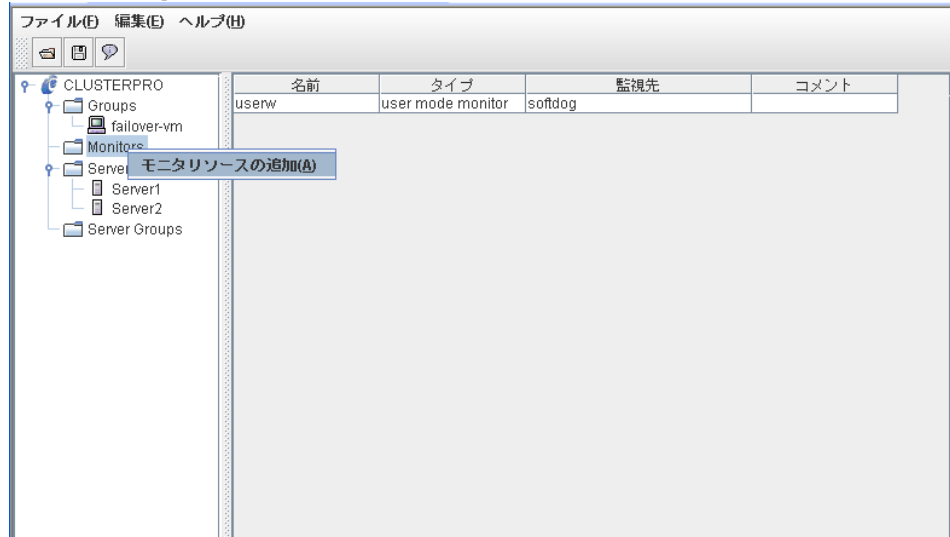 ファイル(F) 編集(E) ヘルプ(H)
CLUSTERPRO
Groups
failover-vm
Monitors
モニタリソースの追加(A)
Server1
Server2
Server Groups
名前 タイプ 監視先 コメント
userw user mode monitor softdog